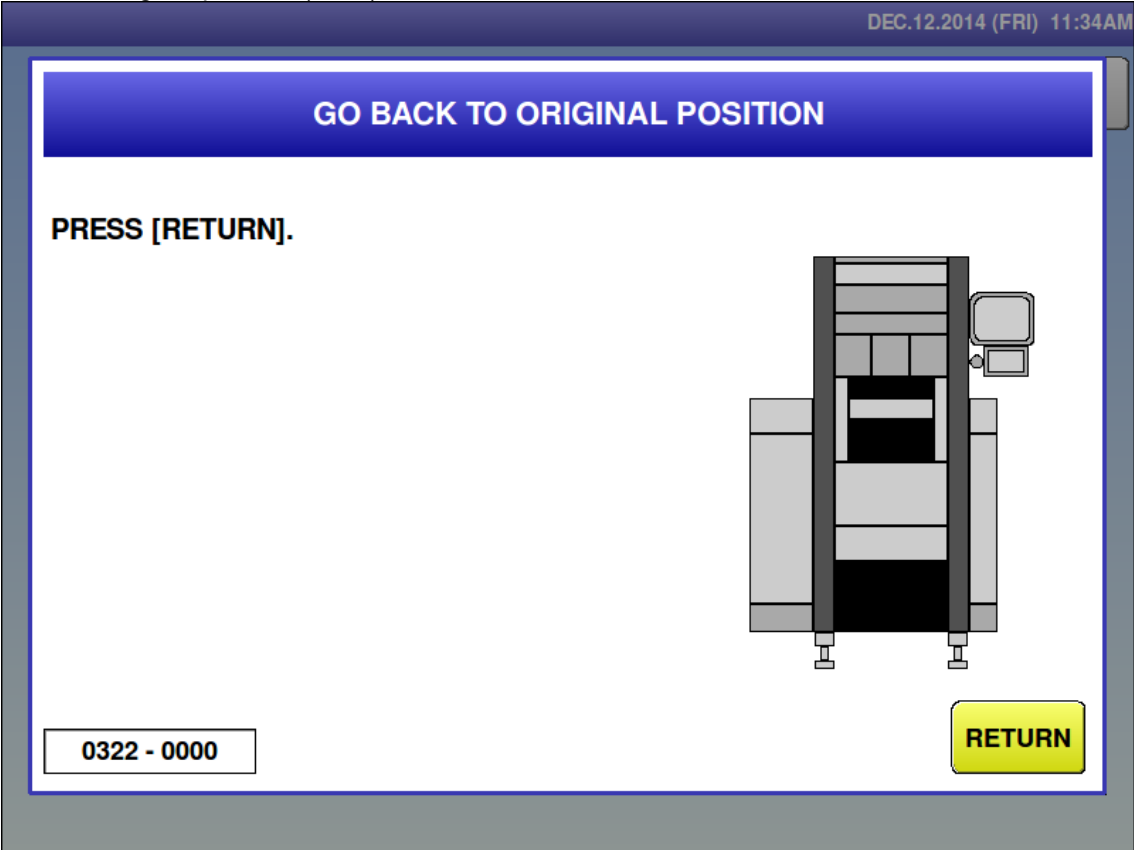 DEC.12.2014 (FRI) 11:34AM
GO BACK TO ORIGINAL POSITION
PRESS [RETURN].
0322 - 0000
RETURN